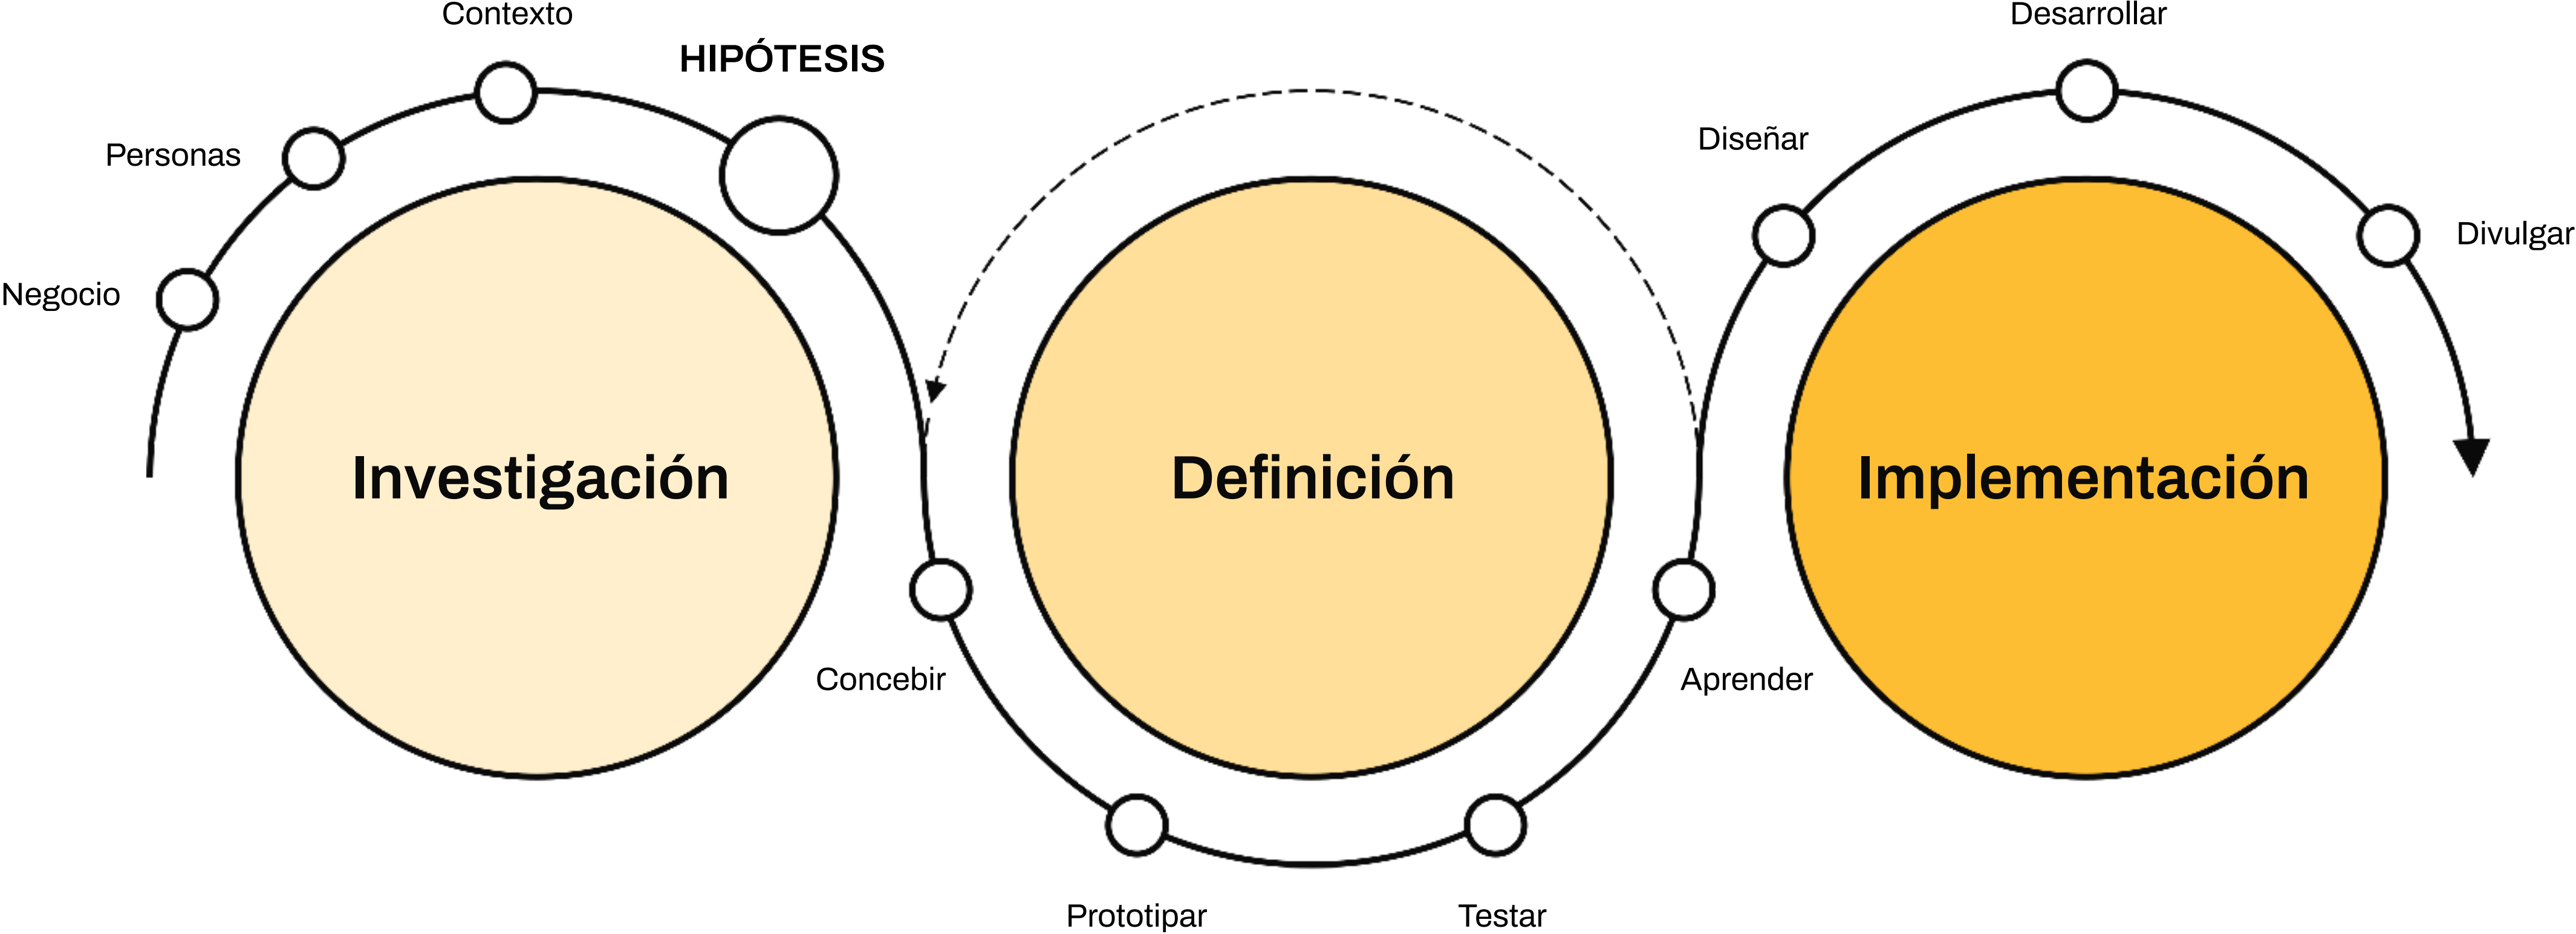 Contexto
HIPÓTESIS
Personas
Negocio
Investigación
Concebir
Prototipar
Testar
Aprender
Definición
Diseñar
Desarrollar
Divulgar
Implementación